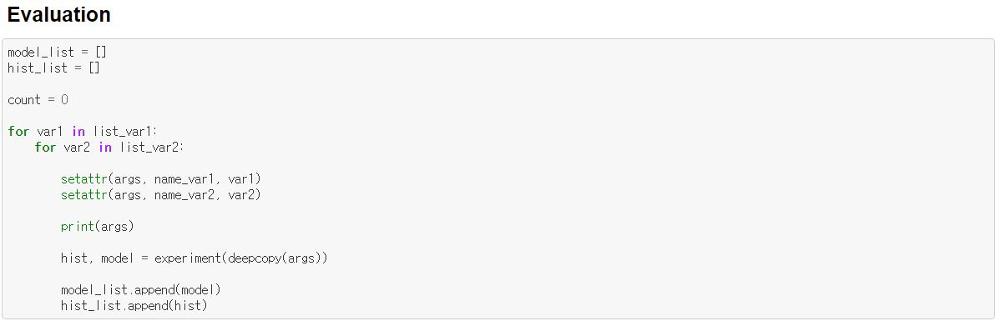 Evaluation
model_list = []
hist_list = []
count = 0
for var1 in list_var1:
    for var2 in list_var2:
        setattr(args, name_var1, var1)
        setattr(args, name_var2, var2)
        print(args)
        hist, model = experiment(deepcopy(args))
        model_list.append(model)
        hist_list.append(hist)